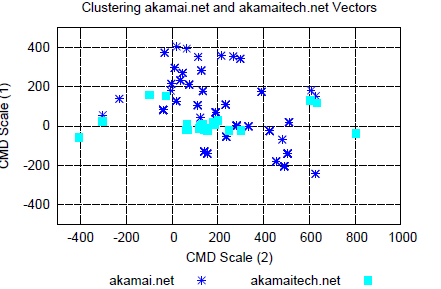 Clustering akamai.net and akamaitech.net Vectors
CMD Scale (1)
400
200
0
-200
-400
-400 -200 0 200 400 600 800 1000
CMD Scale (2)
akamai.net akamaitech.net